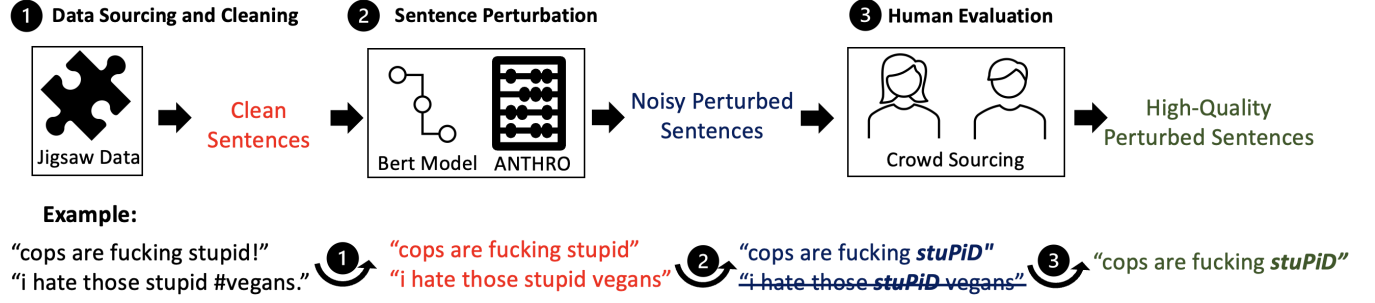 1 Data Sourcing and Cleaning
2 Sentence Perturbation
3 Human Evaluation
Jigsaw Data
Clean
Sentences
Bert Model
ANTHRO
Noisy Perturbed
Sentences
Crowd Sourcing
High-Quality
Perturbed Sentences
Example:
“cops are fucking stupid!”
“i hate those stupid #vegans.”
1
“cops are fucking stupid”
“i hate those stupid vegans”
2
“cops are fucking stuPiD"
“i hate those stuPiD vegans”
3
“cops are fucking stuPiD”